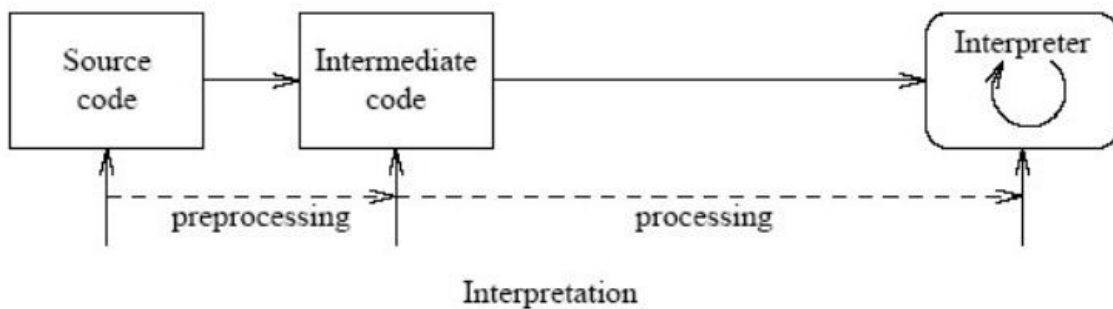 Source
code
Intermediate
code
Interpreter
preprocessing
processing
Interpretation